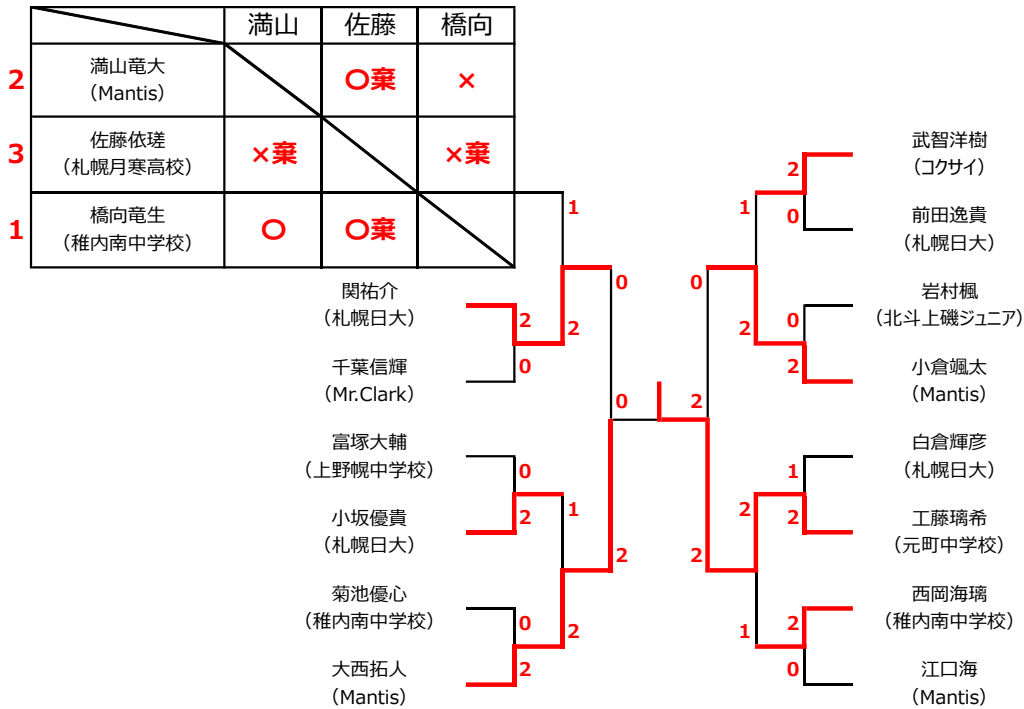 満山 佐藤 橋向
2 満山竜大 〇棄 ×
(Mantis)
3 佐藤依瑳 ×棄 ×棄
(札幌月寒高校)
1 橋向竜生 〇 〇棄
(稚内南中学校)
1
関祐介
(札幌日大)
2
2
0
千葉信輝
(Mr.Clark)
0
0
富塚大輔
(上野幌中学校)
0
小坂優貴
(札幌日大)
2
1
2
菊池優心
(稚内南中学校)
0
2
大西拓人
(Mantis)
2
武智洋樹
(コクサイ)
2
1
前田逸貴
(札幌日大)
0
0
岩村楓
(北斗上磯ジュニア)
0
2
小倉颯太
(Mantis)
2
2
白倉輝彦
(札幌日大)
1
工藤璃希
(元町中学校)
2
2
2
西岡海璃
(稚内南中学校)
2
1
江口海
(Mantis)
0